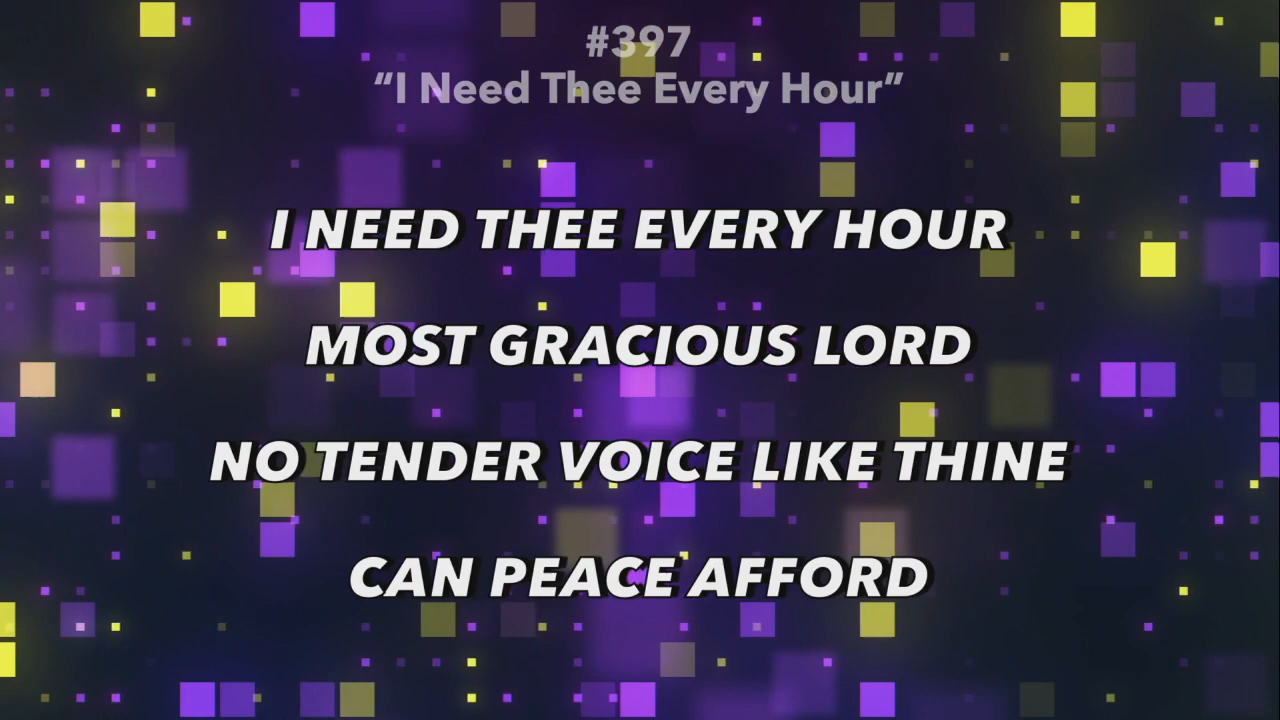 #397
“I Need Thee Every Hour”
I NEED THEE EVERY HOUR
MOST GRACIOUS LORD
NO TENDER VOICE LIKE THINE
CAN PEACE AFFORD